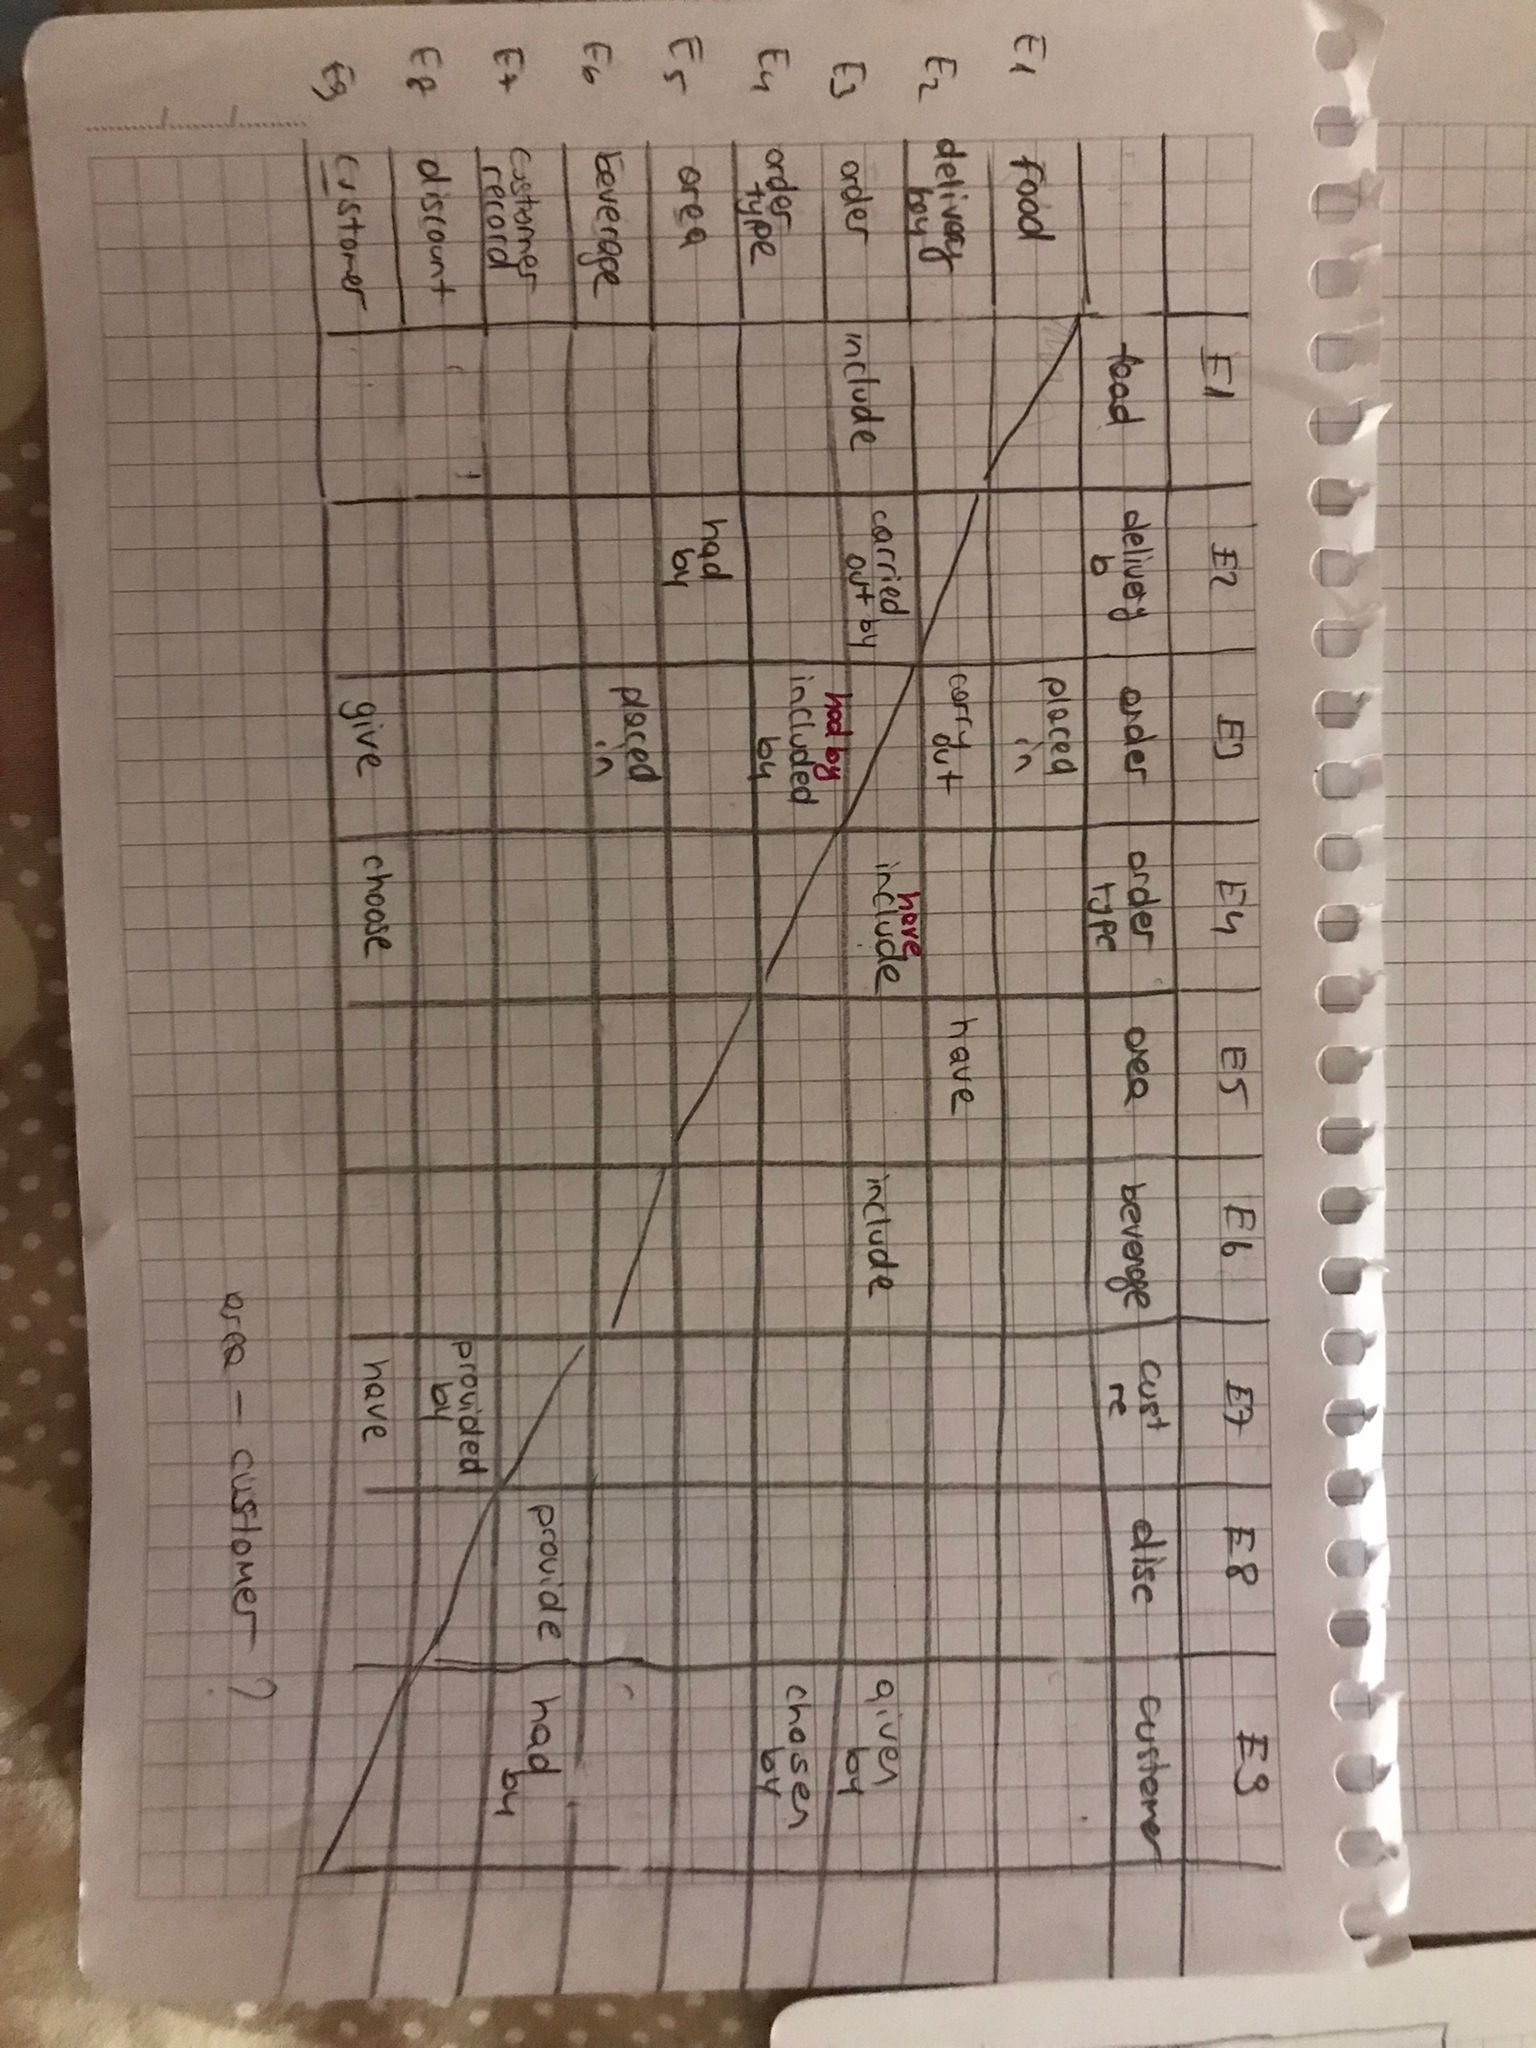 E1 E2 E3 E4 E5 E6 E7 E8 E9
food delivery b order order type area beverage cust re disc customer
E1 Food placed in
E2 delivery boy carry out have
E3 order include carried out by have include include given by
E4 order type had by included by chosen by
E5 area had by
E6 beverage placed in
E7 customer record provide had by
E8 discount provided by
E9 customer give choose have
area - customer ?